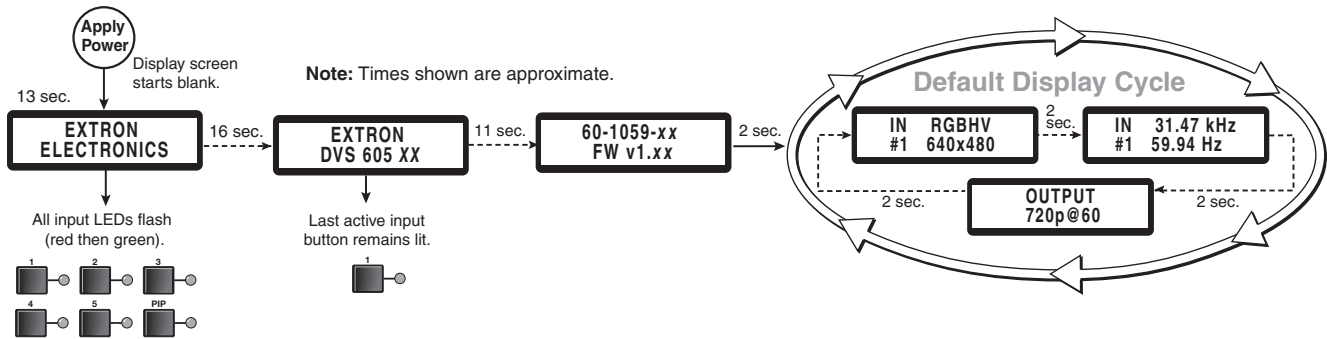 Apply
Power
Display screen
starts blank.
13 sec.
EXTRON
ELECTRONICS
16 sec.
All input LEDs flash
(red then green).
1
2
3
4
5
PIP
Note: Times shown are approximate.
EXTRON
DVS 605 XX
11 sec.
Last active input
button remains lit.
1
60-1059-xx
FW v1.xx
2 sec.
Default Display Cycle
IN RGBHV
#1 640x480
2
sec.
IN 31.47 kHz
#1 59.94 Hz
2 sec.
OUTPUT
720p@60
2 sec.